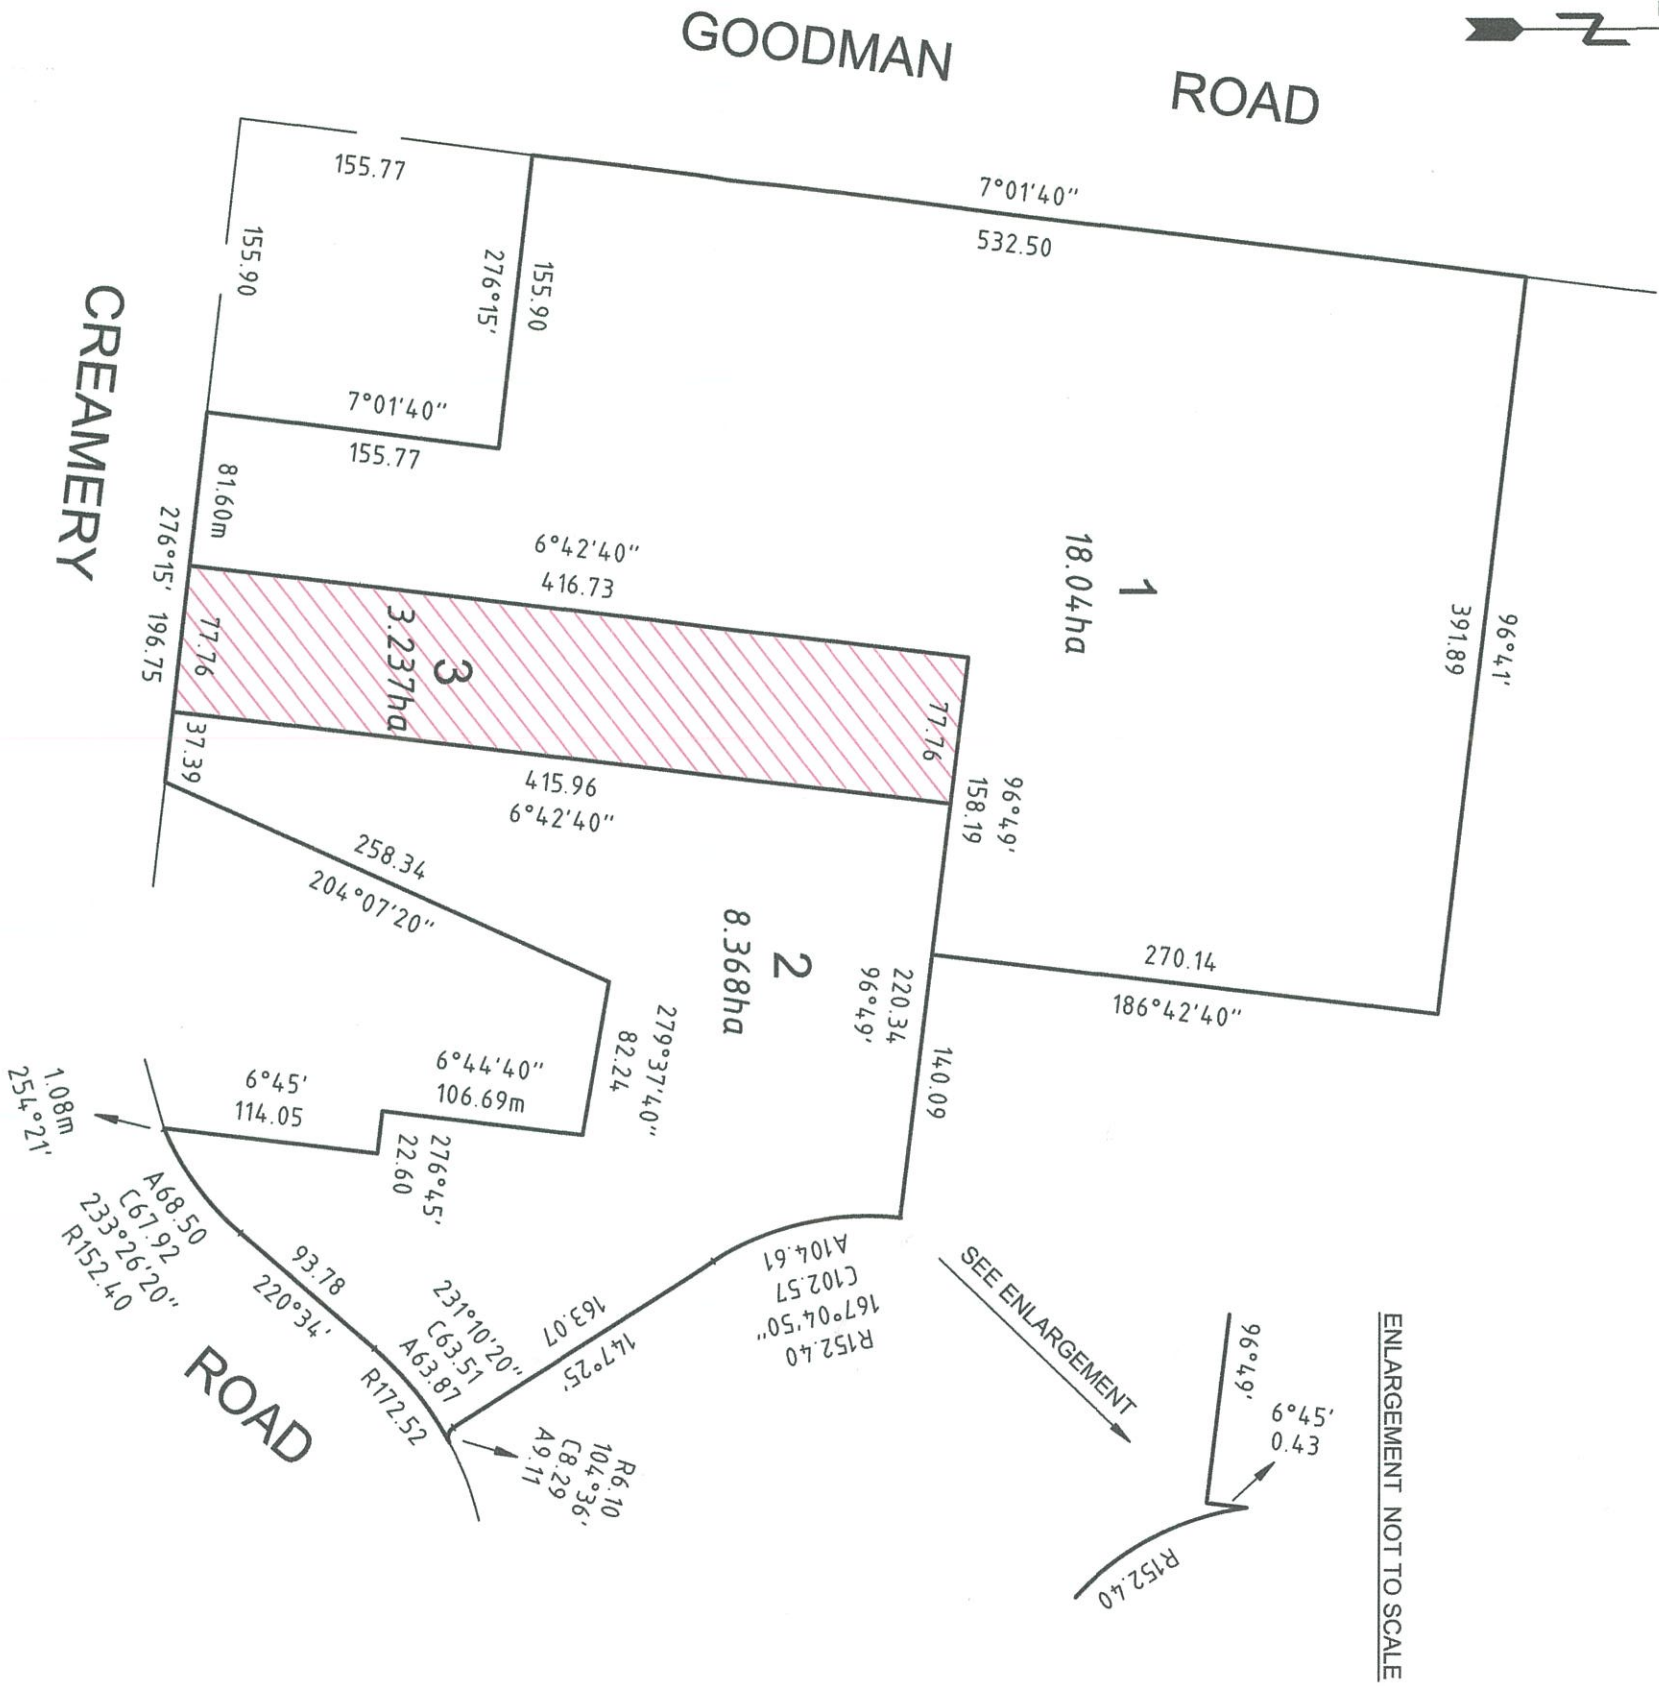 GOODMAN
ROAD
N
7°01'40"
532.50
155.77
155.90
155.90
276°15'
7°01'40"
155.77
CREAMERY
81.60m
276°15' 196.75
6°42'40"
416.73
1
18.04ha
96°41'
391.89
3
3.237ha
77.76
77.76
37.39
415.96
6°42'40"
96°49'
158.19
258.34
204°07'20"
2
8.368ha
220.34
96°49'
270.14
186°42'40"
140.09
279°37'40"
82.24
6°44'40"
106.69m
6°45'
114.05
276°45'
22.60
1.08m
254°21'
A68.50
C67.92
233°26'20"
R152.40
93.78
220°34'
ROAD
231°10'20"
C63.51
A63.87
R172.52
163.07
147°25'
A104.61
C102.57
167°04'50"
R152.40
R6.10
104°36'
C8.29
A9.11
SEE ENLARGEMENT
96°49'
6°45'
0.43
R152.40
ENLARGEMENT NOT TO SCALE